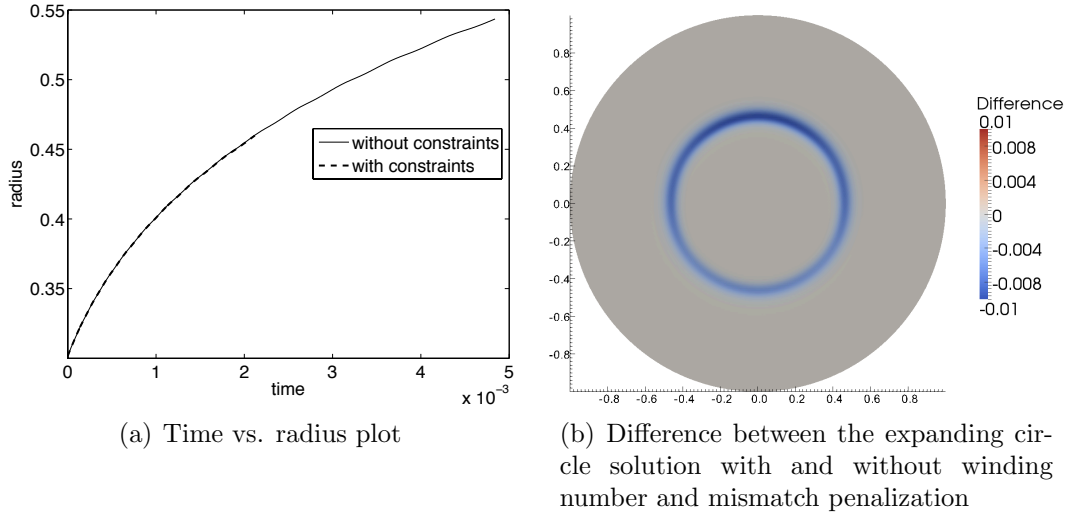 0.55
0.5
0.45
0.4
0.35
radius
without constraints
with constraints
0 1 2 3 4 5
time
x 10⁻³
(a) Time vs. radius plot
0.8
0.6
0.4
0.2
0.0
-0.2
-0.4
-0.6
-0.8
-0.8 -0.6 -0.4 -0.2 0.0 0.2 0.4 0.6 0.8
Difference
0.01
0.008
0.004
0
-0.004
-0.008
-0.01
(b) Difference between the expanding cir-
cle solution with and without winding
number and mismatch penalization